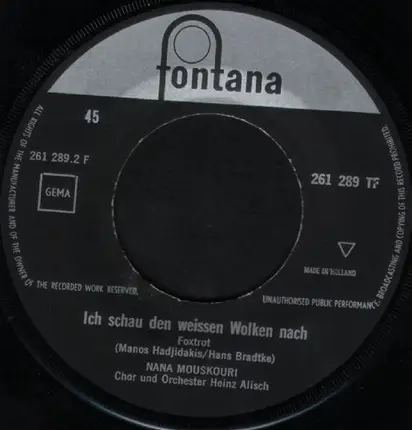 fontana
45
261 289.2 F
261 289 TF
GEMA
MADE IN HOLLAND
ALL RIGHTS OF THE MANUFACTURER AND OF THE OWNER OF THE RECORDED WORK RESERVED.
UNAUTHORISED PUBLIC PERFORMANCE, BROADCASTING AND COPYING OF THIS RECORD PROHIBITED.
Ich schau den weissen Wolken nach
Foxtrot
(Manos Hadjidakis/Hans Bradtke)
NANA MOUSKOURI
Chor und Orchester Heinz Alisch